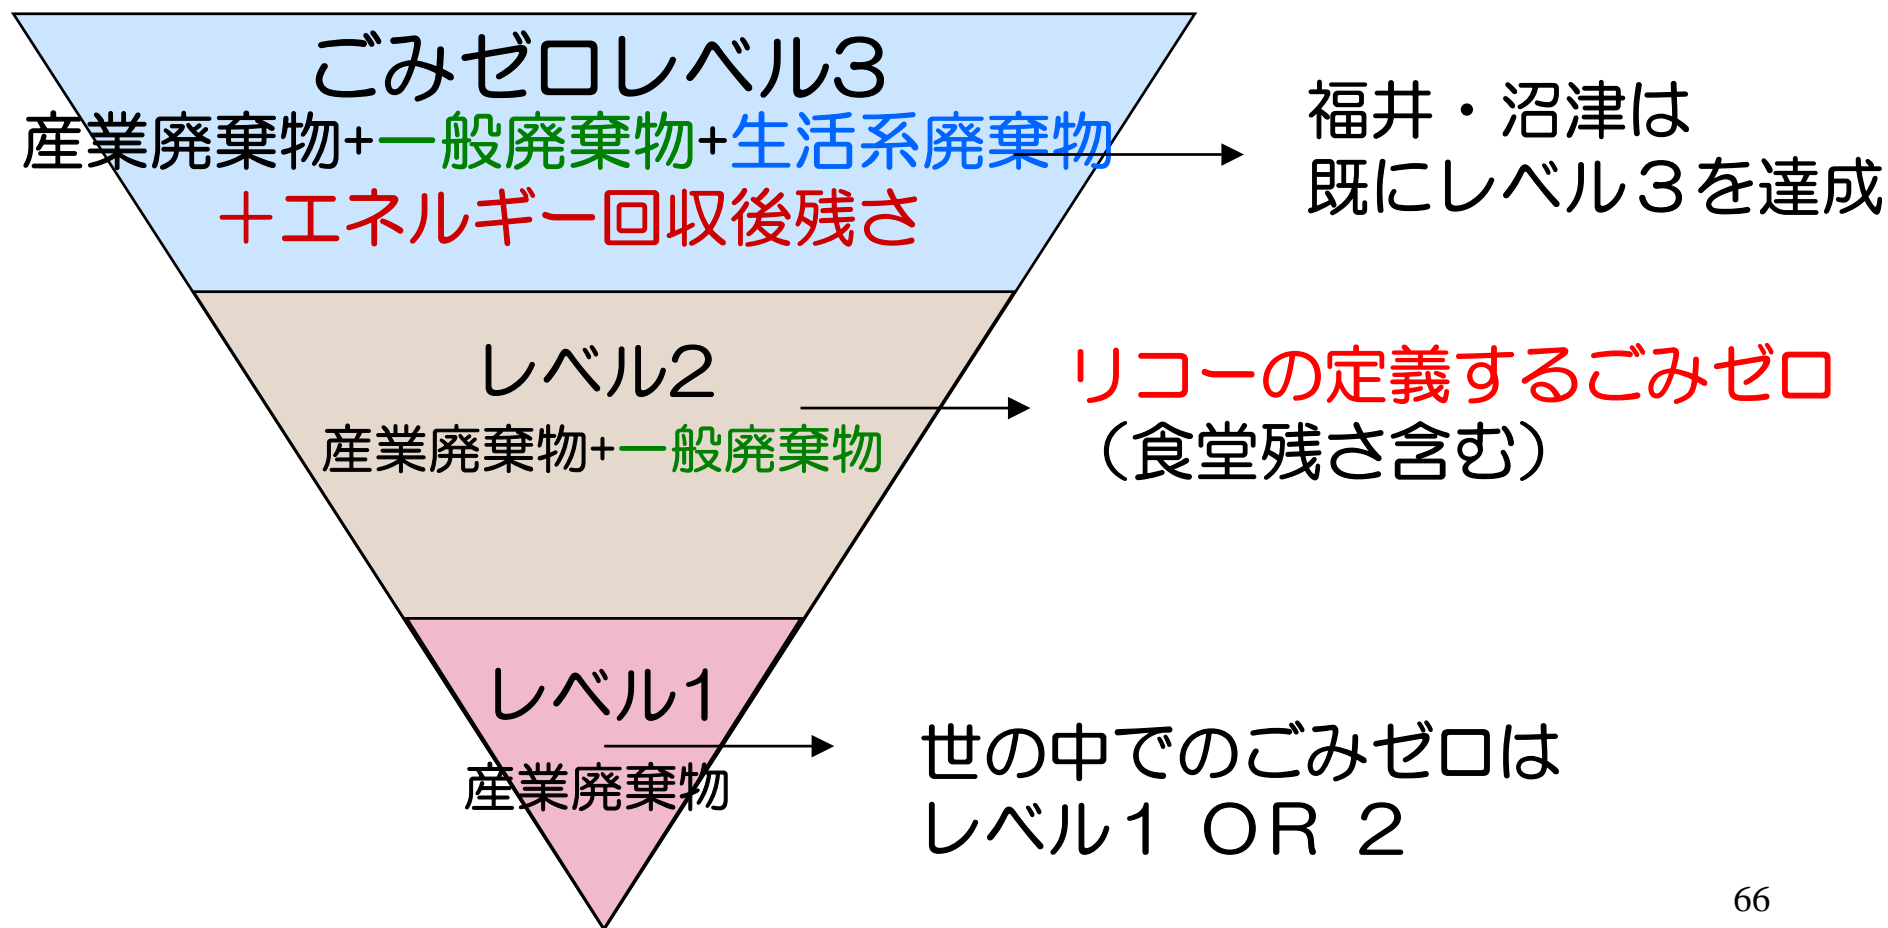 ごみゼロレベル3
産業廃棄物+一般廃棄物+生活系廃棄物
＋エネルギー回収後残さ
福井・沼津は
既にレベル３を達成
レベル2
産業廃棄物+一般廃棄物
リコーの定義するごみゼロ
（食堂残さ含む）
レベル1
産業廃棄物
世の中でのごみゼロは
レベル１ ＯＲ ２
66